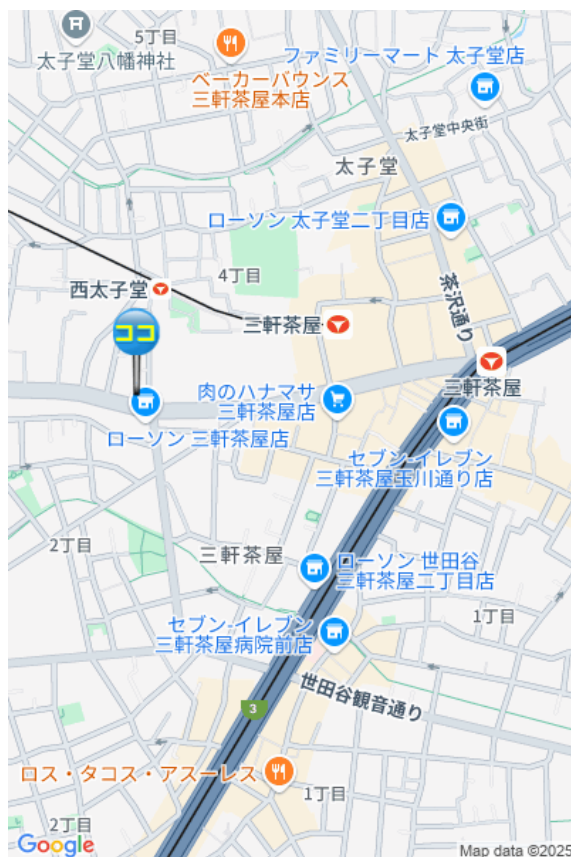 5丁目
太子堂八幡神社
ベーカーバウンス
三軒茶屋本店
ファミリーマート 太子堂店
太子堂中央街
太子堂
ローソン 太子堂二丁目店
4丁目
茶沢通り
西太子堂
ココ
三軒茶屋
三軒茶屋
肉のハナマサ
三軒茶屋店
ローソン 三軒茶屋店
セブン-イレブン
三軒茶屋玉川通り店
2丁目
三軒茶屋
ローソン 世田谷
三軒茶屋二丁目店
セブン-イレブン
三軒茶屋病院前店
1丁目
世田谷観音通り
3
ロス・タコス・アスーレス
1丁目
2丁目
Google
Map data ©2025